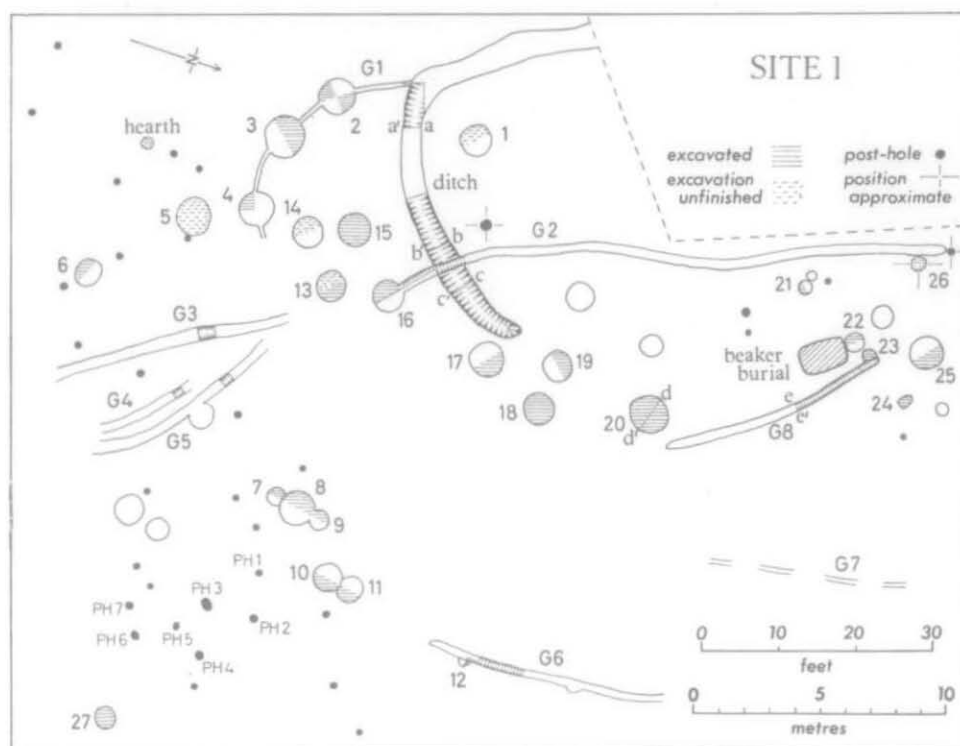 SITE 1
excavated
post-hole
excavation unfinished
position approximate
N
G1
2
3
a' a
1
hearth
ditch
4
14
15
5
b
b'
G2
6
13
c
c'
16
21
26
G3
22
23
17
19
beaker burial
25
G4
18
20
d
d'
e
e'
24
G5
G8
7
8
9
PH1
10
11
G7
PH3
PH7
PH2
PH6
PH5
PH4
0 10 20 30
feet
G6
12
0 5 10
metres
27